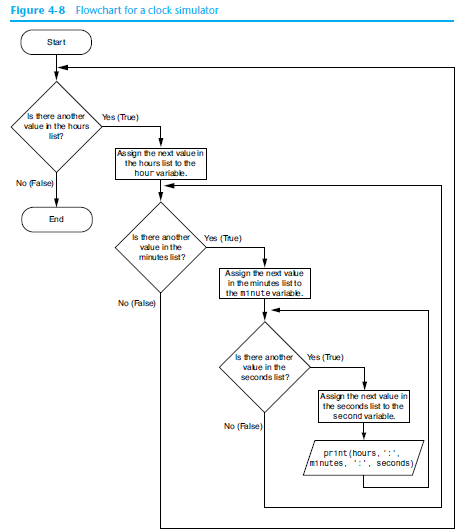 Figure 4-8 Flowchart for a clock simulator
Start
Is there another
value in the hours
list?
Yes (True)
Assign the next value in
the hours list to the
hour variable.
No (False)
End
Is there another
value in the
minutes list?
Yes (True)
Assign the next value
in the minutes list to
the minute variable.
No (False)
Is there another
value in the
seconds list?
Yes (True)
Assign the next value in
the seconds list to the
second variable.
No (False)
print(hours, ':',
minutes, ':', seconds)